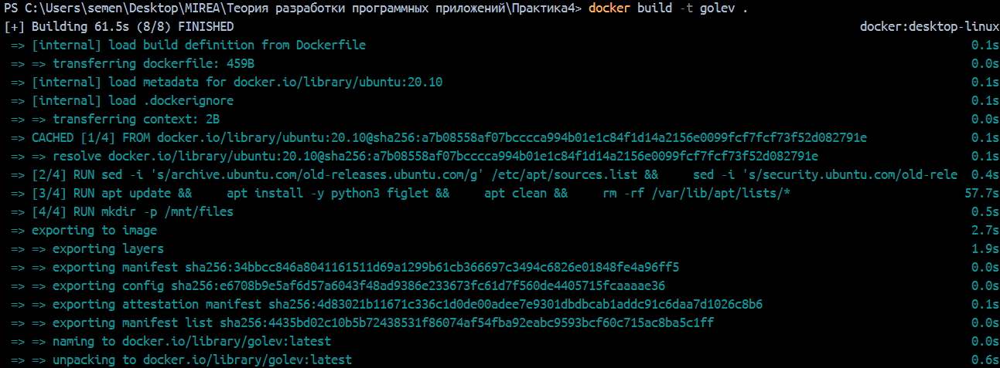 PS C:\Users\semen\Desktop\MIREA\Теория разработки программных приложений\Практика4> docker build -t golev .
[+] Building 61.5s (8/8) FINISHED docker:desktop-linux
=> [internal] load build definition from Dockerfile 0.1s
=> => transferring dockerfile: 459B 0.0s
=> [internal] load metadata for docker.io/library/ubuntu:20.10 0.1s
=> [internal] load .dockerignore 0.1s
=> => transferring context: 2B 0.0s
=> CACHED [1/4] FROM docker.io/library/ubuntu:20.10@sha256:a7b08558af07bcccca994b01e1c84f1d14a2156e0099fcf7fcf73f52d082791e 0.1s
=> => resolve docker.io/library/ubuntu:20.10@sha256:a7b08558af07bcccca994b01e1c84f1d14a2156e0099fcf7fcf73f52d082791e 0.1s
=> [2/4] RUN sed -i 's/archive.ubuntu.com/old-releases.ubuntu.com/g' /etc/apt/sources.list &&     sed -i 's/security.ubuntu.com/old-rele 0.4s
=> [3/4] RUN apt update &&     apt install -y python3 figlet &&     apt clean &&     rm -rf /var/lib/apt/lists/* 57.7s
=> [4/4] RUN mkdir -p /mnt/files 0.5s
=> exporting to image 2.7s
=> => exporting layers 1.9s
=> => exporting manifest sha256:34bbcc846a8041161511d69a1299b61cb366697c3494c6826e01848fe4a96ff5 0.0s
=> => exporting config sha256:e6708b9e5af6d57a6043f48ad9386e233673fc61d7f560de4405715fcaaaae36 0.0s
=> => exporting attestation manifest sha256:4d83021b11671c336c1d0de00adee7e9301dbdbcab1addc91c6daa7d1026c8b6 0.1s
=> => exporting manifest list sha256:4435bd02c10b5b72438531f86074af54fba92eabc9593bcf60c715ac8ba5c1ff 0.0s
=> => naming to docker.io/library/golev:latest 0.0s
=> => unpacking to docker.io/library/golev:latest 0.6s